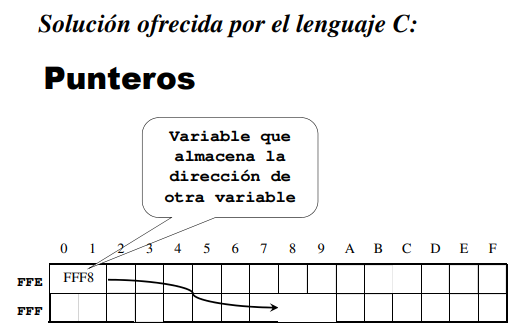 Solución ofrecida por el lenguaje C:
Punteros
Variable que
almacena la
dirección de
otra variable
0 1 2 3 4 5 6 7 8 9 A B C D E F
FFE FFF8
FFF